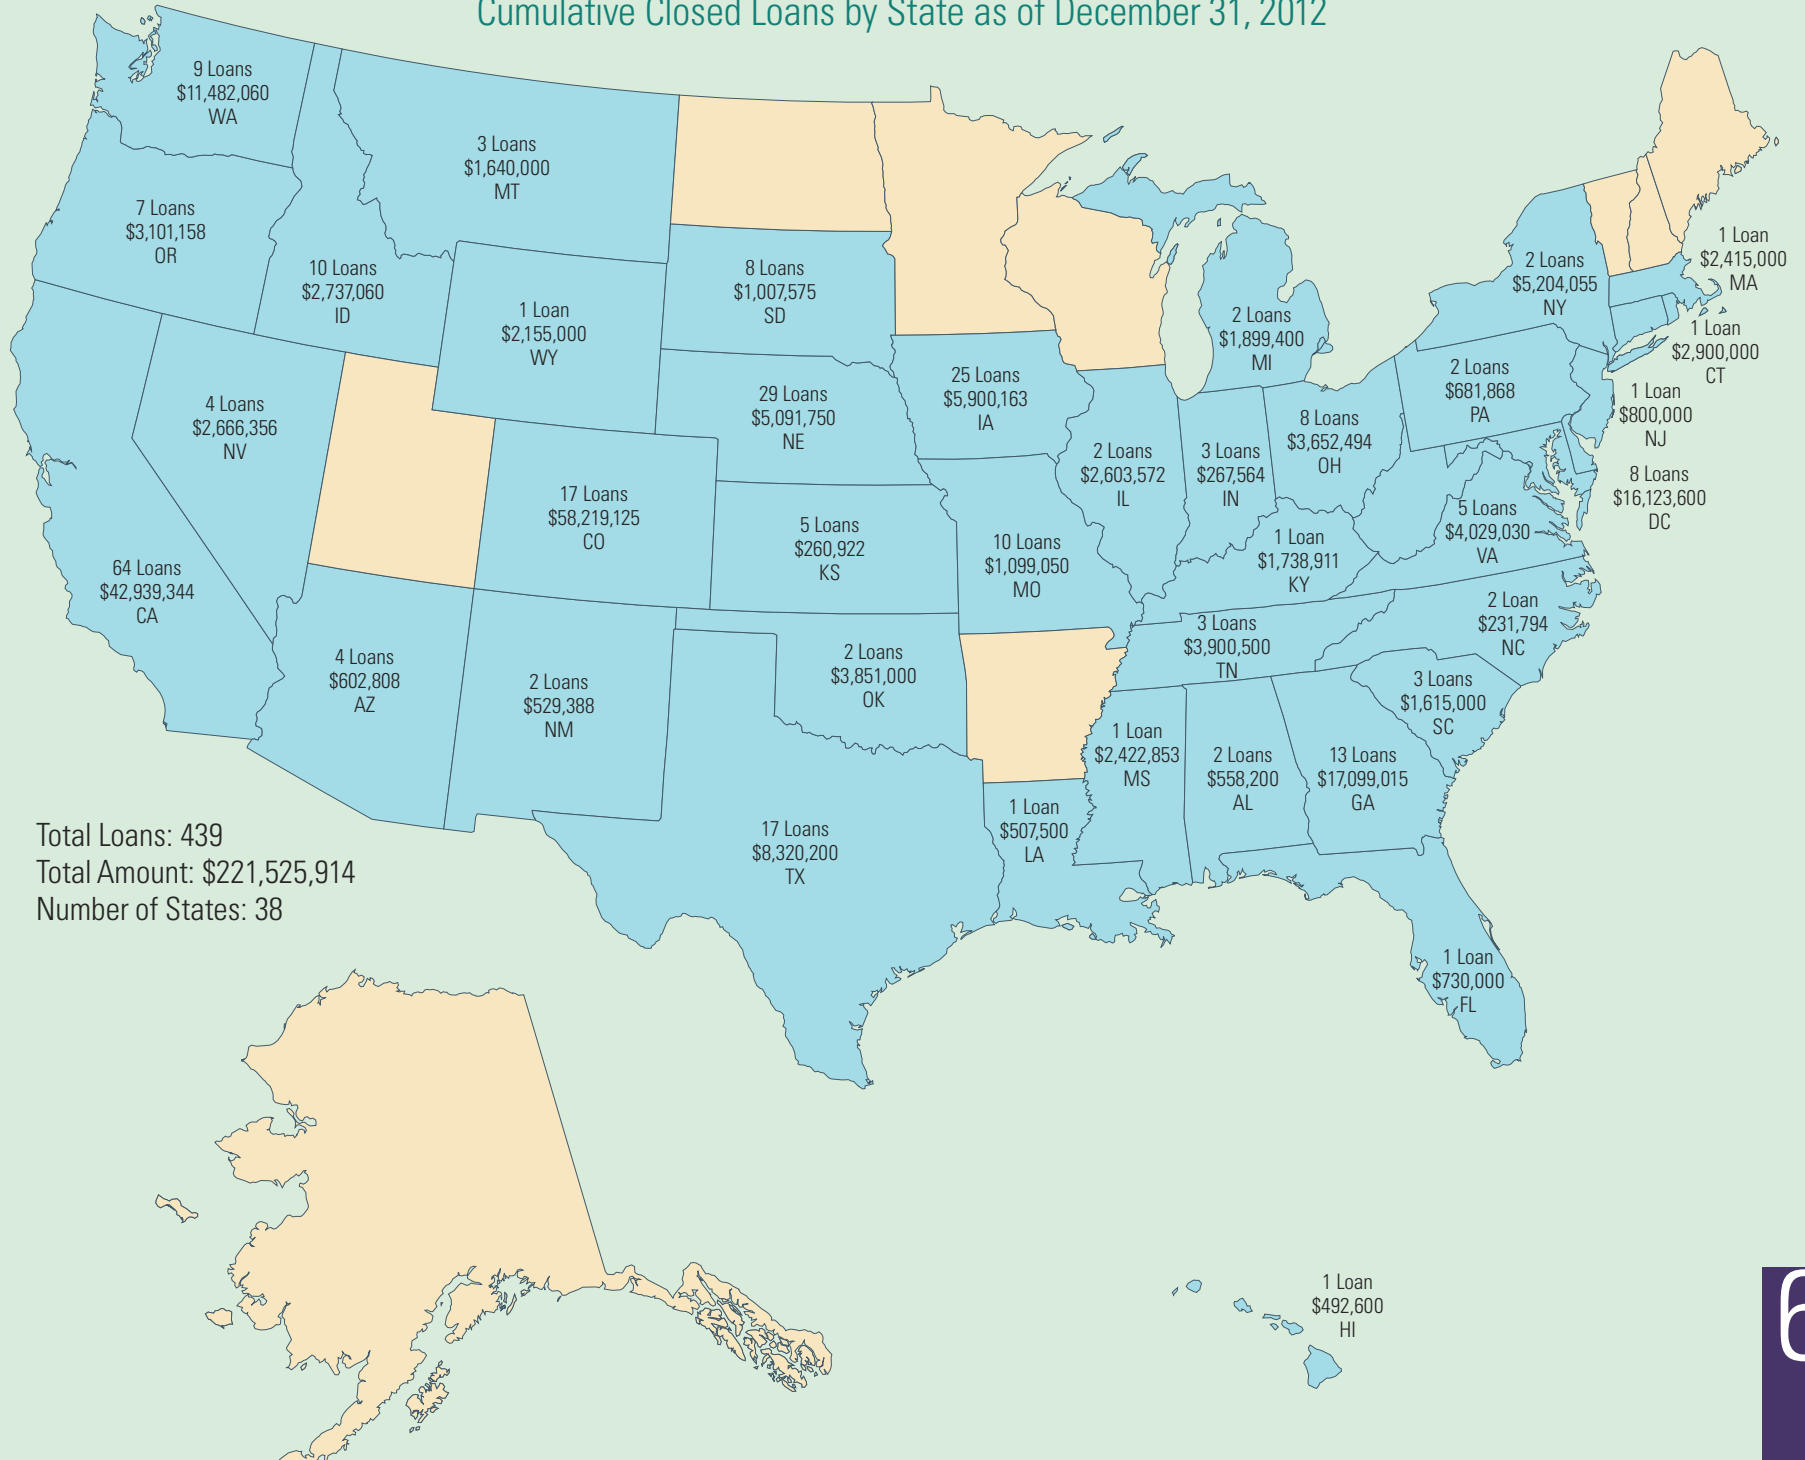 Cumulative Closed Loans by State as of December 31, 2012
9 Loans
$11,482,060
WA
3 Loans
$1,640,000
MT
7 Loans
$3,101,158
OR
10 Loans
$2,737,060
ID
1 Loan
$2,155,000
WY
8 Loans
$1,007,575
SD
2 Loans
$1,899,400
MI
2 Loans
$5,204,055
NY
1 Loan
$2,415,000
MA
1 Loan
$2,900,000
CT
4 Loans
$2,666,356
NV
29 Loans
$5,091,750
NE
25 Loans
$5,900,163
IA
2 Loans
$2,603,572
IL
3 Loans
$267,564
IN
8 Loans
$3,652,494
OH
2 Loans
$681,868
PA
1 Loan
$800,000
NJ
8 Loans
$16,123,600
DC
64 Loans
$42,939,344
CA
17 Loans
$58,219,125
CO
5 Loans
$260,922
KS
10 Loans
$1,099,050
MO
1 Loan
$1,738,911
KY
5 Loans
$4,029,030
VA
4 Loans
$602,808
AZ
2 Loans
$529,388
NM
2 Loans
$3,851,000
OK
3 Loans
$3,900,500
TN
2 Loan
$231,794
NC
3 Loans
$1,615,000
SC
17 Loans
$8,320,200
TX
1 Loan
$507,500
LA
1 Loan
$2,422,853
MS
2 Loans
$558,200
AL
13 Loans
$17,099,015
GA
1 Loan
$730,000
FL
Total Loans: 439
Total Amount: $221,525,914
Number of States: 38
1 Loan
$492,600
HI
6